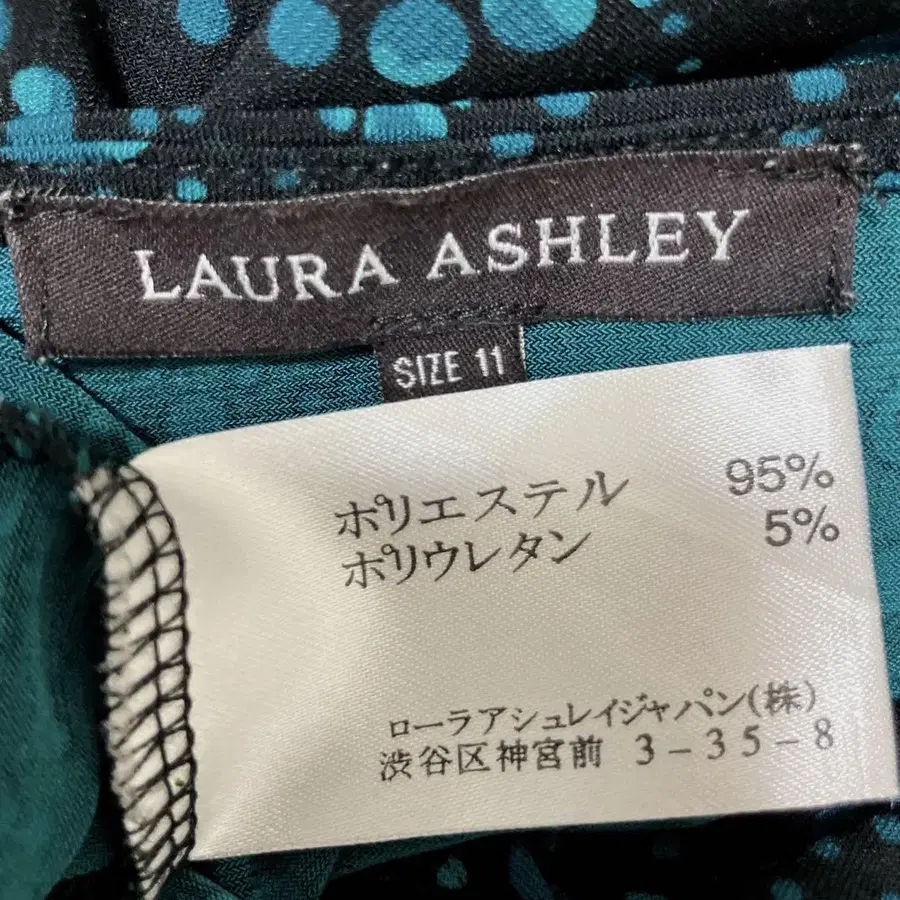 LAURA ASHLEY
SIZE 11
ポリエステル 95%
ポリウレタン 5%
ローラアシュレイジャパン(株)
渋谷区神宮前 3-35-8